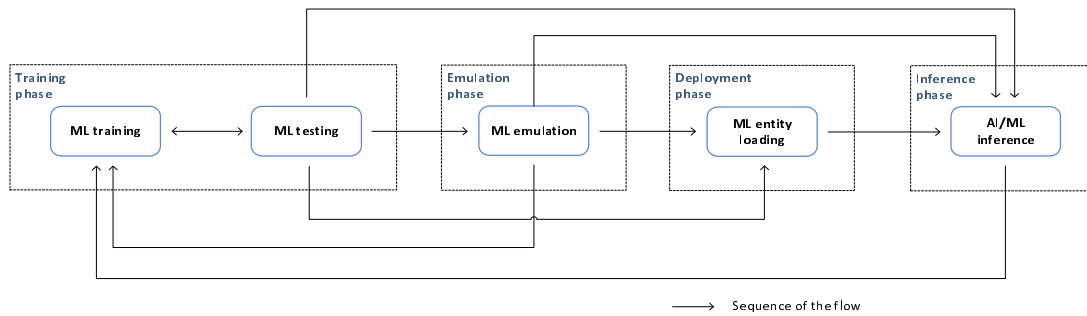 Training
phase
ML training
ML testing
Emulation
phase
ML emulation
Deployment
phase
ML entity
loading
Inference
phase
AI/ML
inference
Sequence of the flow